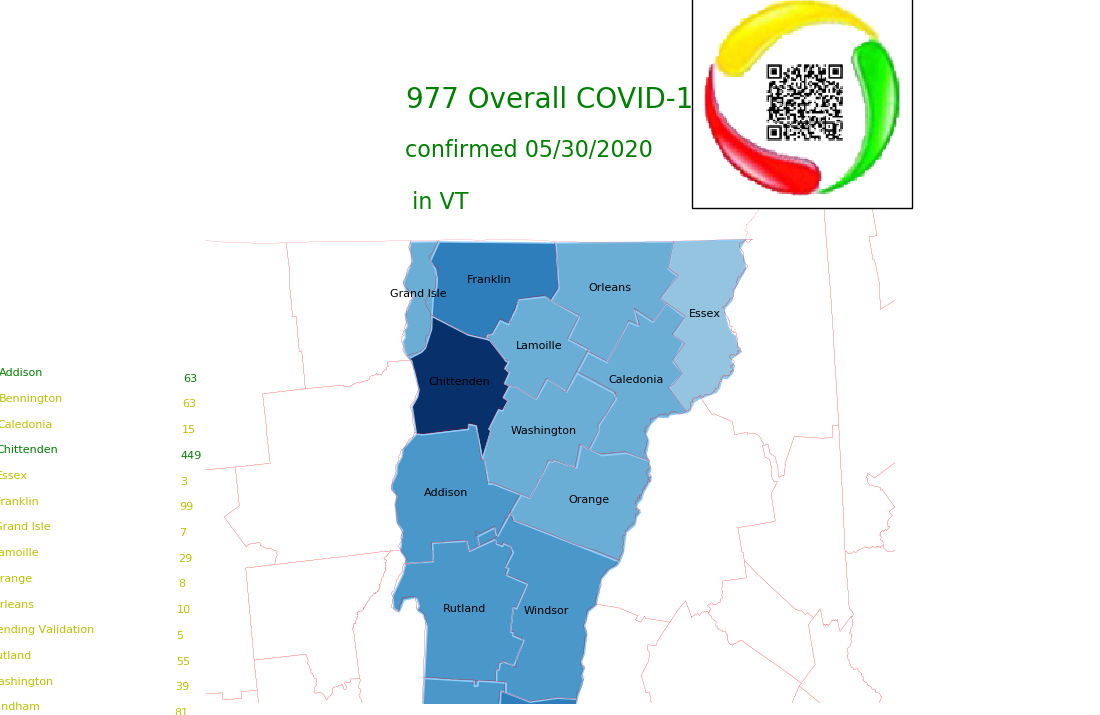 977 Overall COVID-1
confirmed 05/30/2020
in VT
Franklin
Grand Isle
Orleans
Essex
Lamoille
Chittenden
Caledonia
Washington
Addison
Orange
Rutland
Windsor
Addison 63
Bennington 63
Caledonia 15
Chittenden 449
Essex 3
ranklin 99
Grand Isle 7
amoille 29
range 8
rleans 10
ending Validation 5
utland 55
ashington 39
ndham 81